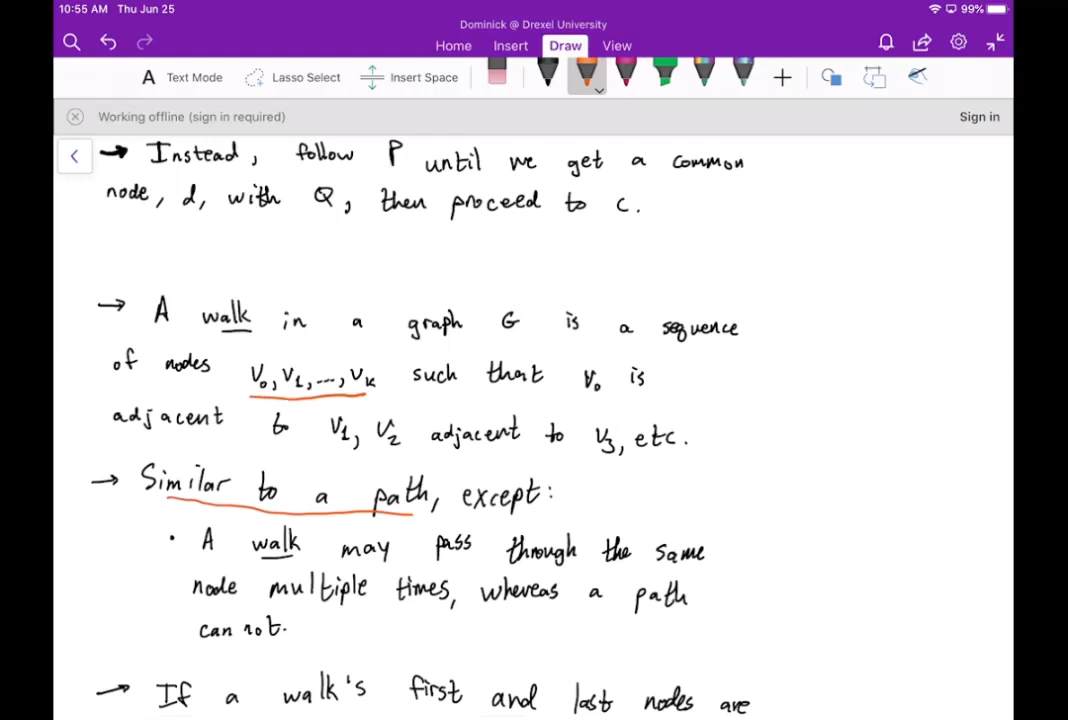 10:55 AM Thu Jun 25
99%
Dominick @ Drexel University
Home Insert Draw View
A Text Mode Lasso Select Insert Space
Working offline (sign in required) Sign in
→ Instead, follow P until we get a common
node, d, with Q, then proceed to c.
→ A walk in a graph G is a sequence
of nodes v₀, v₁, ..., vₖ such that v₀ is
adjacent to v₁, v₂ adjacent to v₃, etc.
→ Similar to a path, except:
· A walk may pass through the same
node multiple times, whereas a path
can not.
→ If a walk's first and last nodes are